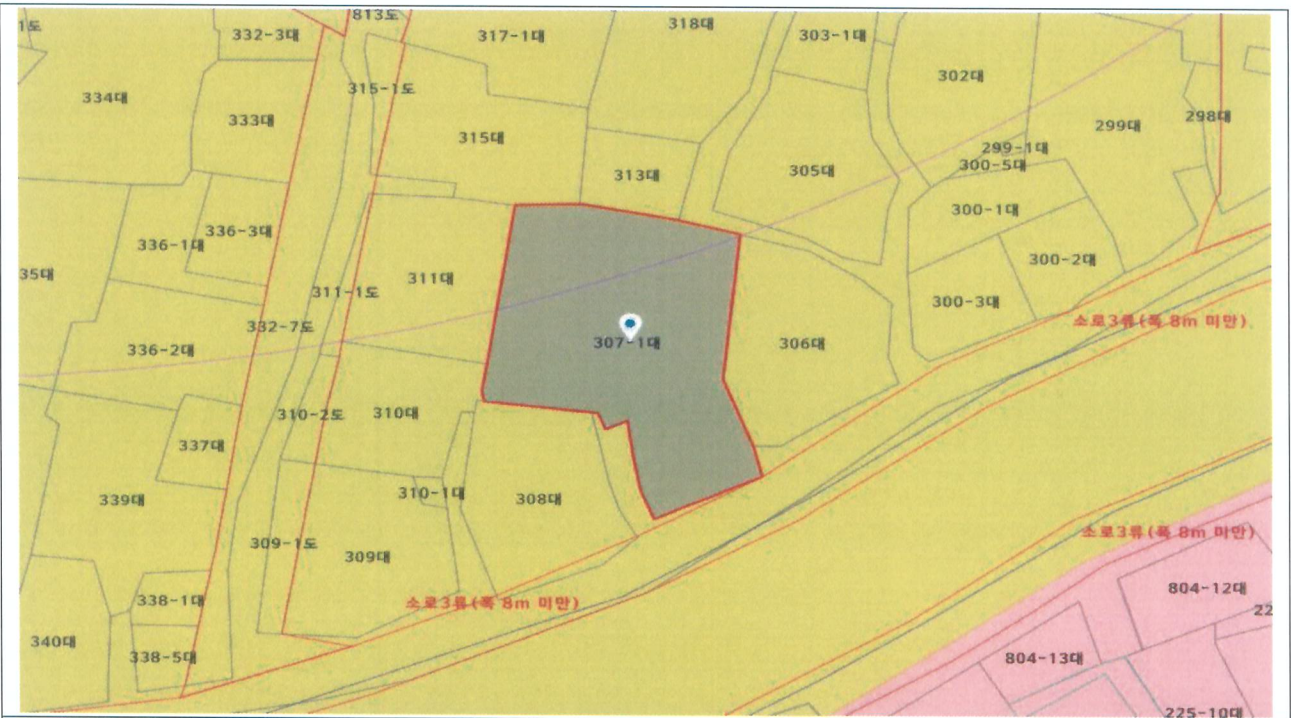 1도
332-3대
813도
317-1대
318대
303-1대
302대
334대
315-1도
333대
315대
299대
298대
299-1대
300-5대
313대
305대
300-1대
336-3대
336-1대
300-2대
35대
311대
311-1도
300-3대
332-7도
307-1대
306대
소로3류(폭 8m 미만)
336-2대
310-2도
310대
337대
310-1대
308대
339대
소로3류(폭 8m 미만)
309-1도
309대
804-12대
338-1대
소로3류(폭 8m 미만)
22
340대
338-5대
804-13대
225-10대